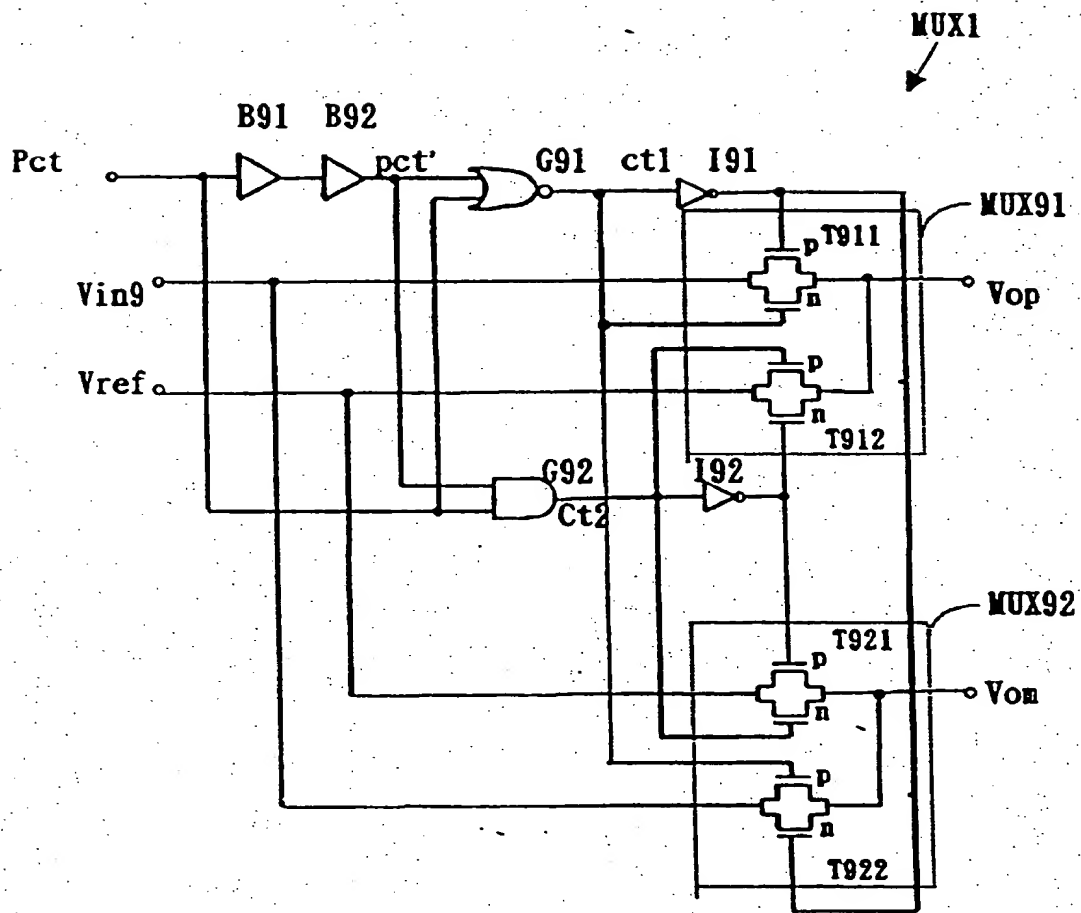 MUX1
B91 B92
Pct pct' G91 ct1 I91
MUX91
p T911
Vin9 n Vop
Vref p
n
T912
G92 I92
Ct2
MUX92
T921
p
n Vom
p
n
T922